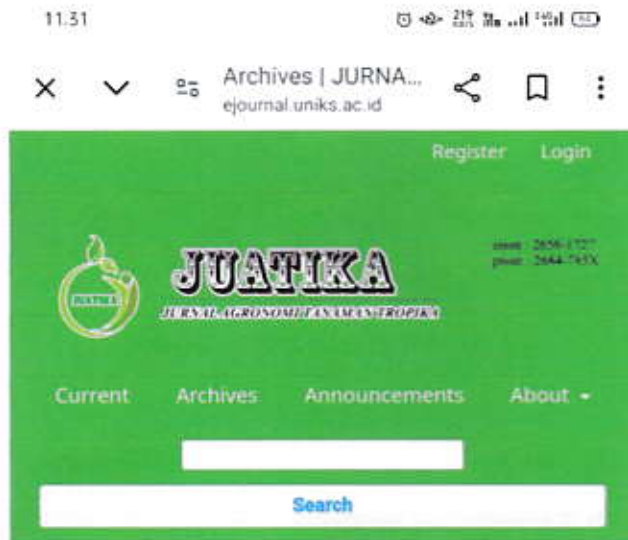 11.31
Archives | JURNA...
ejournal.uniks.ac.id
Register Login
JUATIKA
JURNAL AGRONOMI TANAMAN TROPIKA
Current Archives Announcements About
Search